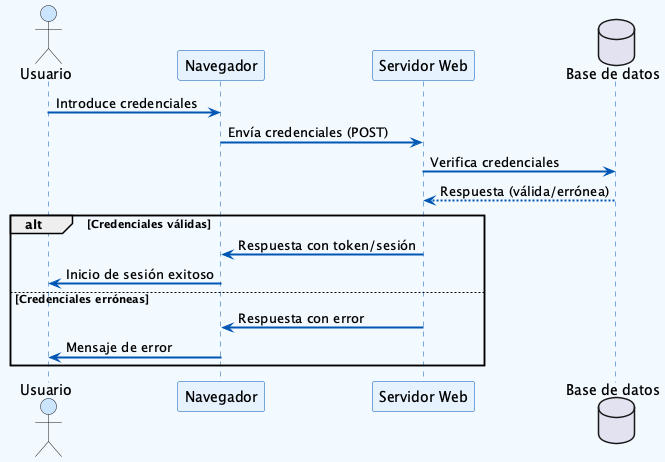 Usuario
Navegador
Servidor Web
Base de datos
Introduce credenciales
Envía credenciales (POST)
Verifica credenciales
Respuesta (válida/errónea)
alt
[Credenciales válidas]
Respuesta con token/sesión
Inicio de sesión exitoso
[Credenciales erróneas]
Respuesta con error
Mensaje de error
Usuario
Navegador
Servidor Web
Base de datos